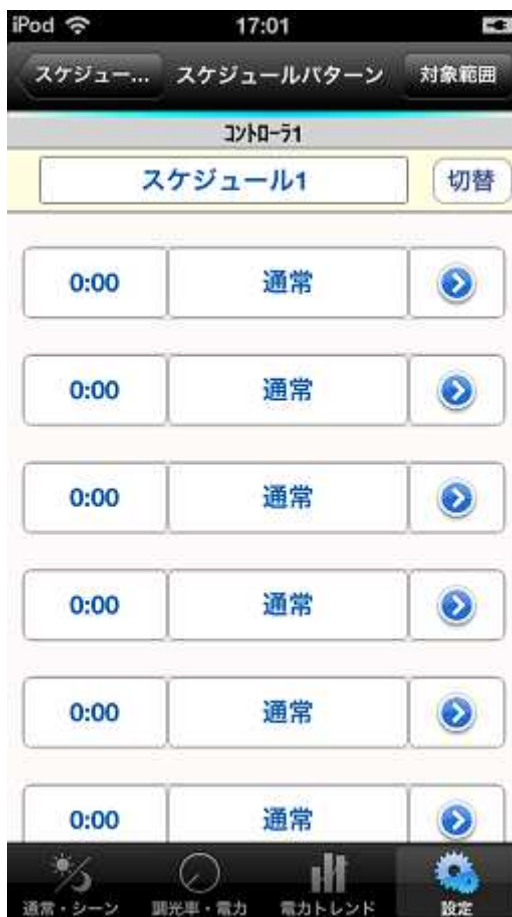 iPod 17:01
スケジュー... スケジュールパターン 対象範囲
コントローラ1
スケジュール1 切替
0:00 通常
0:00 通常
0:00 通常
0:00 通常
0:00 通常
0:00 通常
通常・シーン 調光率・電力 電力トレンド 設定